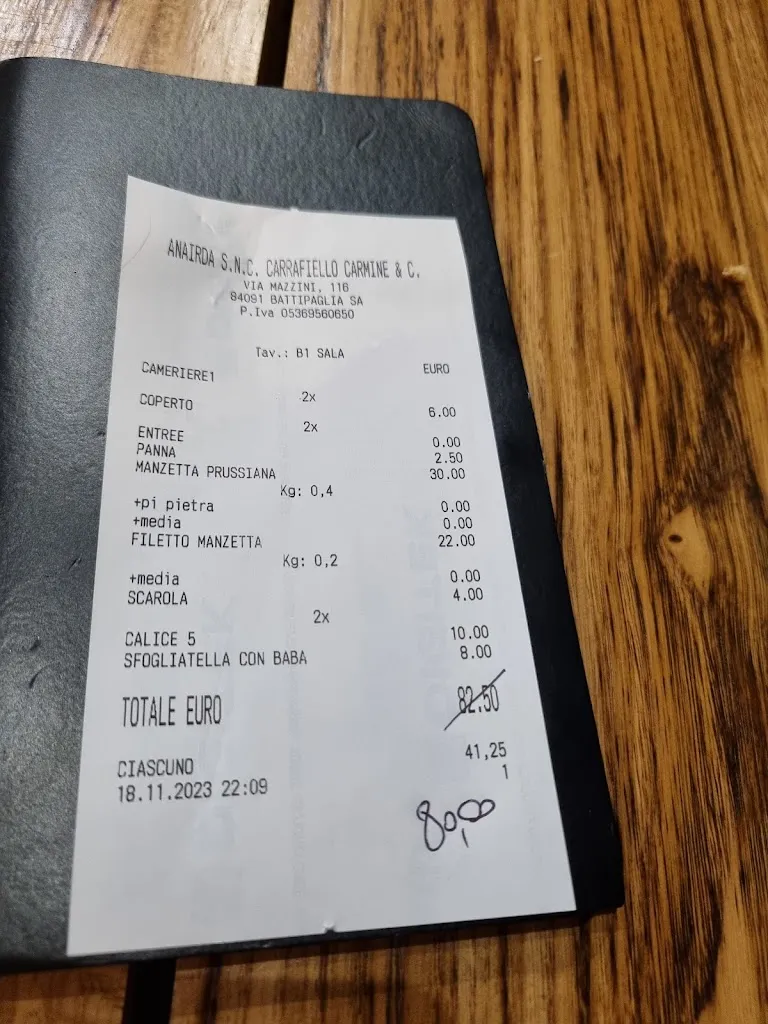 ANAIRDA S.N.C. CARRAFIELLO CARMINE & C.
VIA MAZZINI, 116
84091 BATTIPAGLIA SA
P.Iva 05369560650
Tav.: B1 SALA
CAMERIERE1 EURO
2x
COPERTO 6.00
2x
ENTREE 0.00
PANNA 2.50
MANZETTA PRUSSIANA 30.00
Kg: 0,4
+pi pietra 0.00
+media 0.00
FILETTO MANZETTA 22.00
Kg: 0,2
+media 0.00
SCAROLA 4.00
2x
CALICE 5 10.00
SFOGLIATELLA CON BABA 8.00
TOTALE EURO 82.50
CIASCUNO 41,25
18.11.2023 22:09 1
80,00